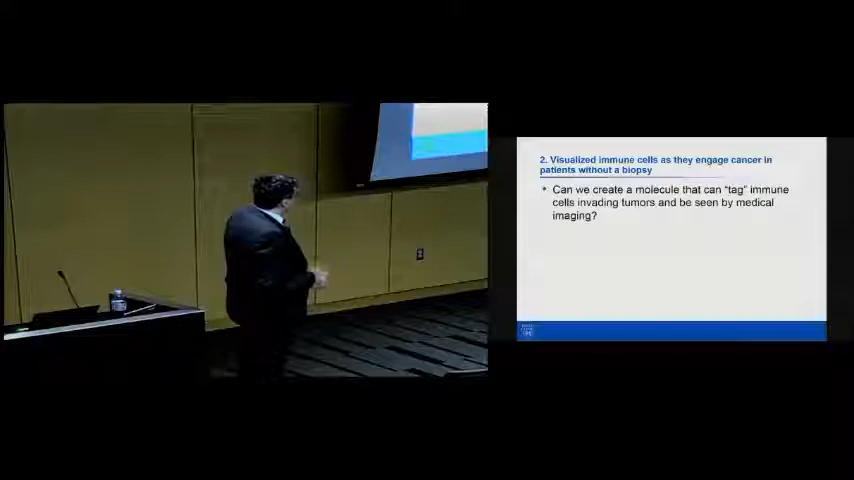 2. Visualized immune cells as they engage cancer in
patients without a biopsy
• Can we create a molecule that can “tag” immune
cells invading tumors and be seen by medical
imaging?